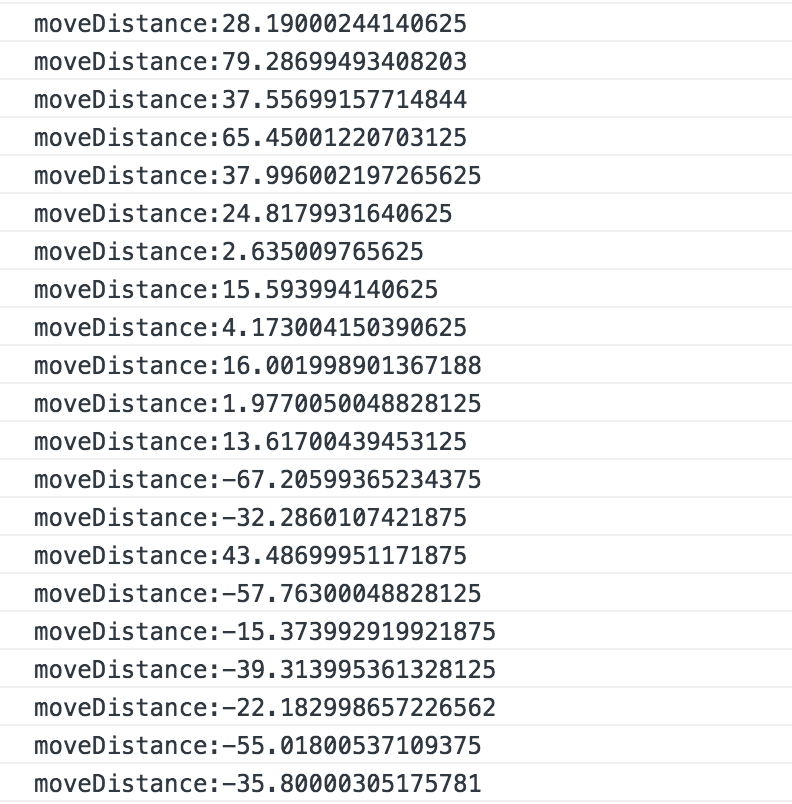 moveDistance:28.19000244140625
moveDistance:79.28699493408203
moveDistance:37.55699157714844
moveDistance:65.45001220703125
moveDistance:37.996002197265625
moveDistance:24.8179931640625
moveDistance:2.635009765625
moveDistance:15.593994140625
moveDistance:4.173004150390625
moveDistance:16.001998901367188
moveDistance:1.9770050048828125
moveDistance:13.61700439453125
moveDistance:-67.20599365234375
moveDistance:-32.2860107421875
moveDistance:43.48699951171875
moveDistance:-57.76300048828125
moveDistance:-15.373992919921875
moveDistance:-39.313995361328125
moveDistance:-22.182998657226562
moveDistance:-55.01800537109375
moveDistance:-35.80000305175781